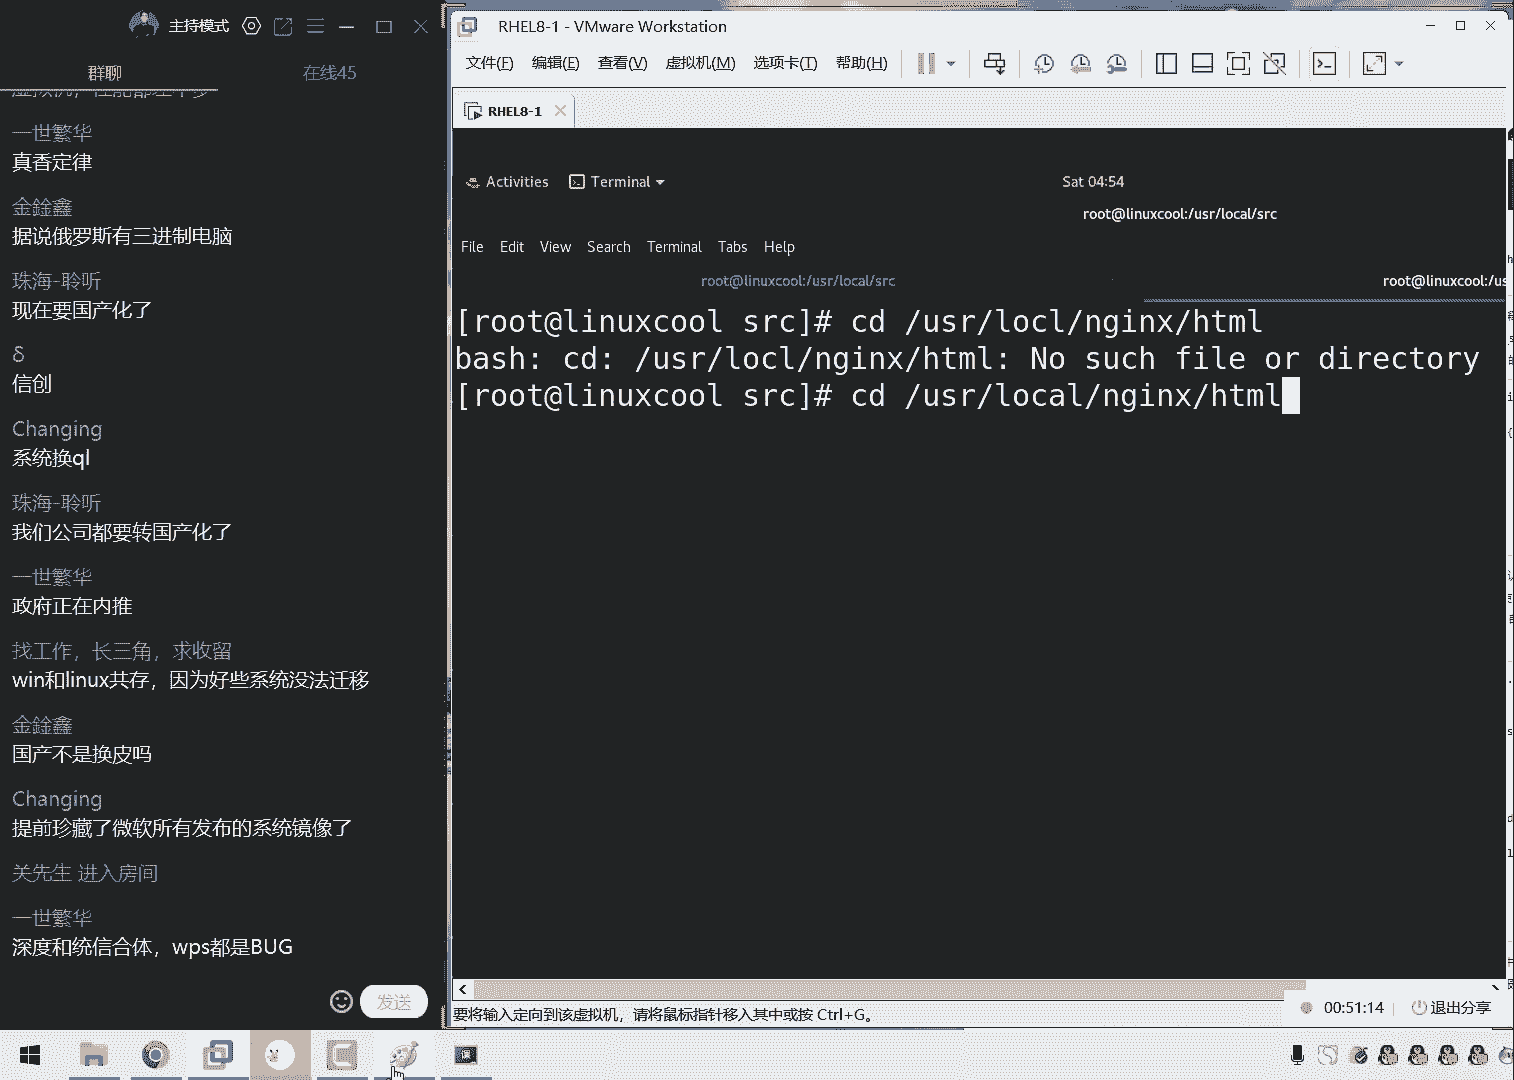 主持模式
群聊
在线45
一世繁华
真香定律
金鍂鑫
据说俄罗斯有三进制电脑
珠海-聆听
现在要国产化了
δ
信创
Changing
系统换ql
珠海-聆听
我们公司都要转国产化了
一世繁华
政府正在内推
找工作，长三角，求收留
win和linux共存，因为好些系统没法迁移
金鍂鑫
国产不是换皮吗
Changing
提前珍藏了微软所有发布的系统镜像了
关先生 进入房间
一世繁华
深度和统信合体，wps都是BUG
发送
RHEL8-1 - VMware Workstation
文件(F) 编辑(E) 查看(V) 虚拟机(M) 选项卡(T) 帮助(H)
RHEL8-1
Activities Terminal Sat 04:54
root@linuxcool:/usr/local/src
File Edit View Search Terminal Tabs Help
root@linuxcool:/usr/local/src root@linuxcool:/us
[root@linuxcool src]# cd /usr/locl/nginx/html
bash: cd: /usr/locl/nginx/html: No such file or directory
[root@linuxcool src]# cd /usr/local/nginx/html
要将输入定向到该虚拟机，请将鼠标指针移入其中或按 Ctrl+G。
00:51:14 退出分享